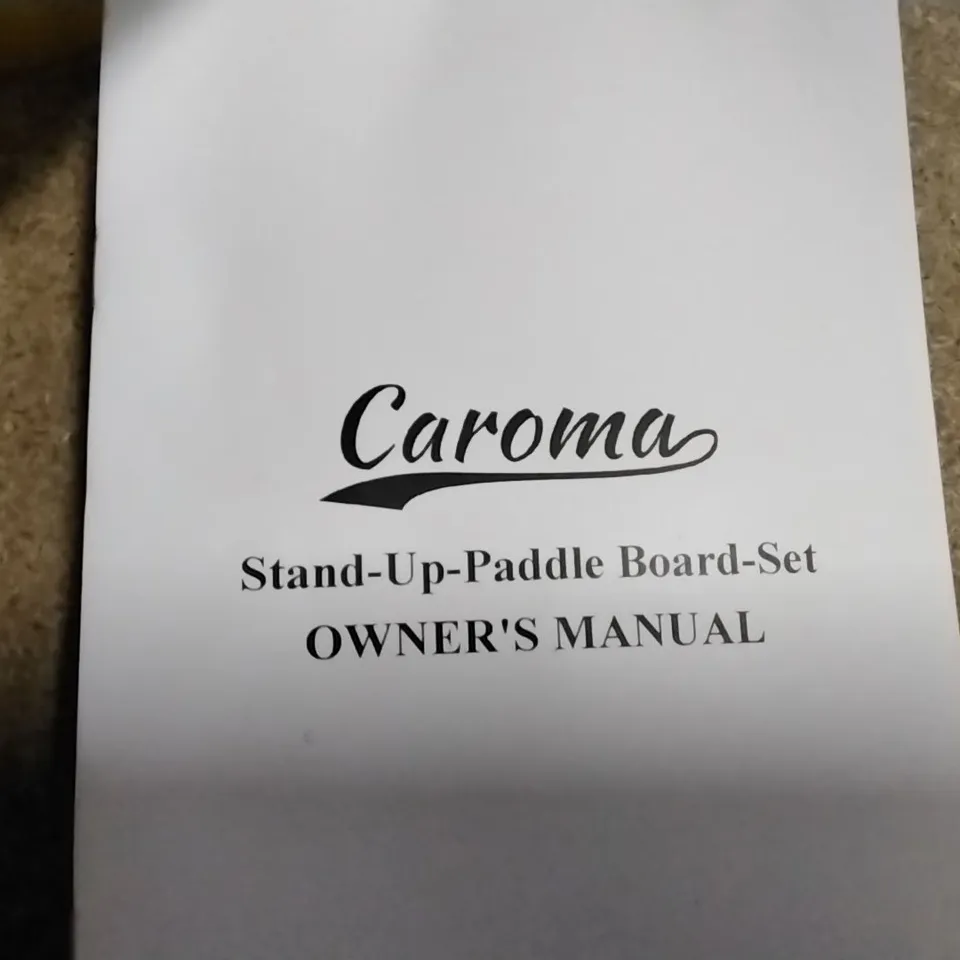 Caroma
Stand-Up-Paddle Board-Set
OWNER'S MANUAL